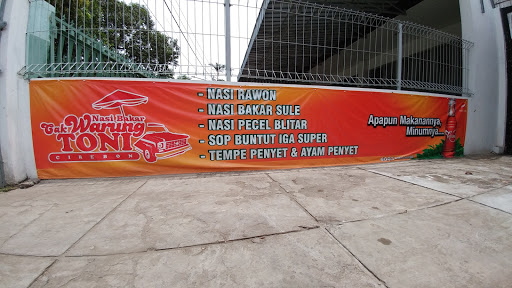 Nasi Bakar
Warung
TONI
CIREBON
- NASI RAWON
- NASI BAKAR SULE
- NASI PECEL BLITAR
- SOP BUNTUT IGA SUPER
- TEMPE PENYET & AYAM PENYET
Apapun Makanannya,
Minumnya...